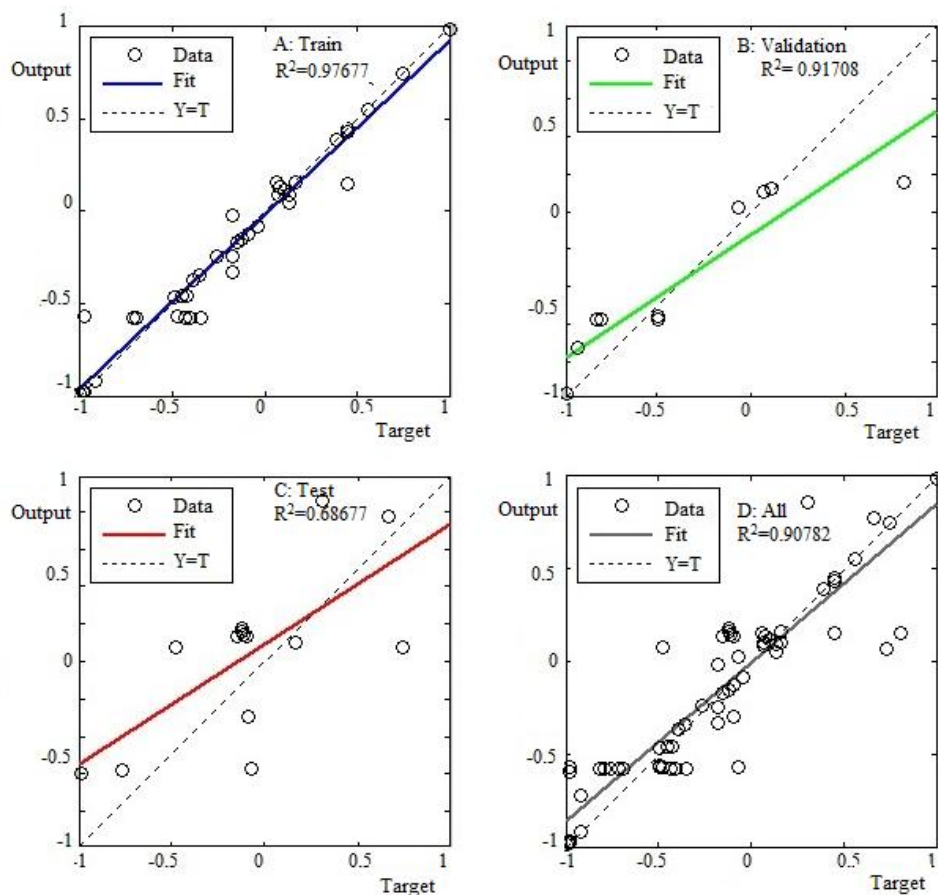 1
Output
0.5
0
-0.5
-1
Data
Fit
Y=T
A: Train
R²=0.97677
-1
-0.5
0
0.5
1
Target
1
Output
0.5
0
-0.5
-1
Data
Fit
Y=T
B: Validation
R²= 0.91708
-1
-0.5
0
0.5
1
Target
1
Output
0.5
0
-0.5
-1
Data
Fit
Y=T
C: Test
R²=0.68677
-1
-0.5
0
0.5
1
Target
1
Output
0.5
0
-0.5
-1
Data
Fit
Y=T
D: All
R²=0.90782
-1
-0.5
0
0.5
1
Target